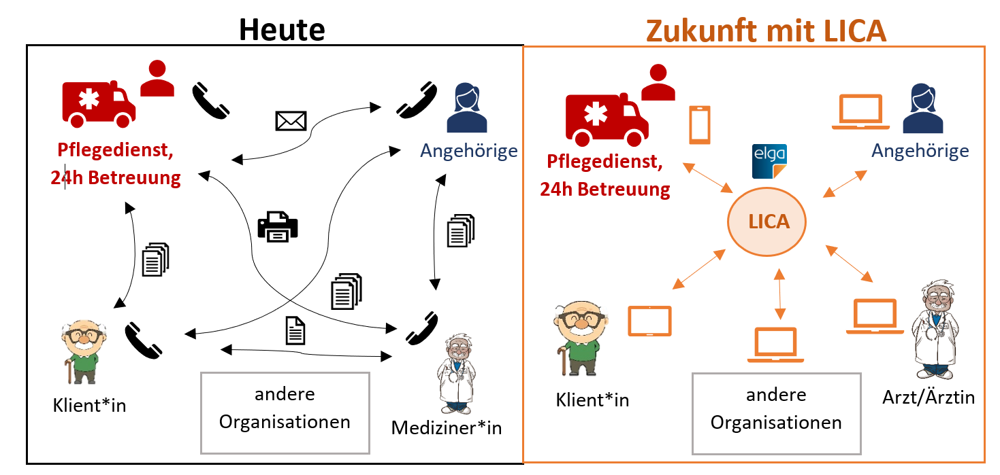 Heute
Pflegedienst,
24h Betreuung
Angehörige
Klient*in
andere
Organisationen
Mediziner*in
Zukunft mit LICA
Pflegedienst,
24h Betreuung
elga
Angehörige
LICA
Klient*in
andere
Organisationen
Arzt/Ärztin